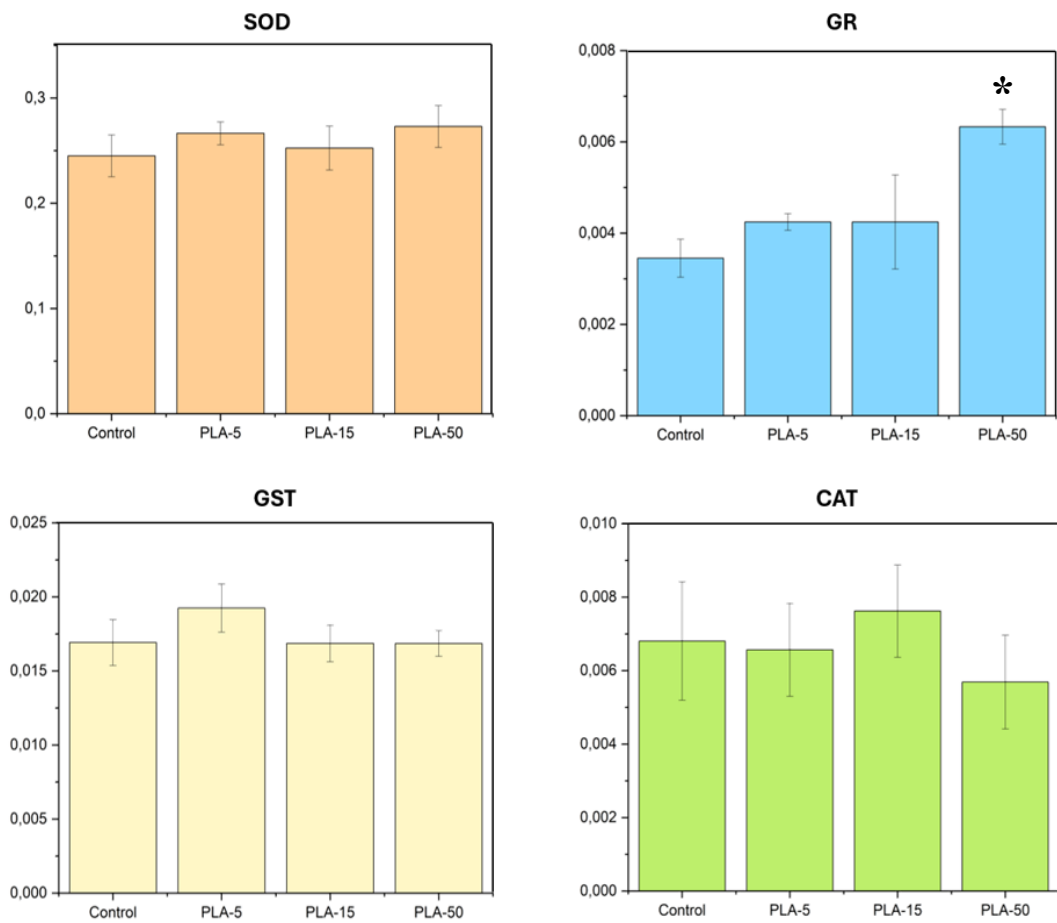 SOD
0,3
0,2
0,1
0,0
Control PLA-5 PLA-15 PLA-50
GR
0,008
*
0,006
0,004
0,002
0,000
Control PLA-5 PLA-15 PLA-50
GST
0,025
0,020
0,015
0,010
0,005
0,000
Control PLA-5 PLA-15 PLA-50
CAT
0,010
0,008
0,006
0,004
0,002
0,000
Control PLA-5 PLA-15 PLA-50